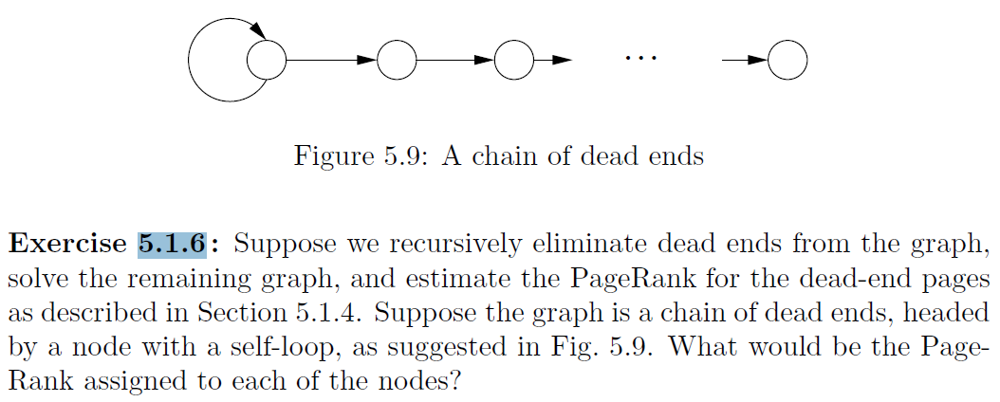 ...
Figure 5.9: A chain of dead ends
Exercise 5.1.6: Suppose we recursively eliminate dead ends from the graph,
solve the remaining graph, and estimate the PageRank for the dead-end pages
as described in Section 5.1.4. Suppose the graph is a chain of dead ends, headed
by a node with a self-loop, as suggested in Fig. 5.9. What would be the Page-
Rank assigned to each of the nodes?